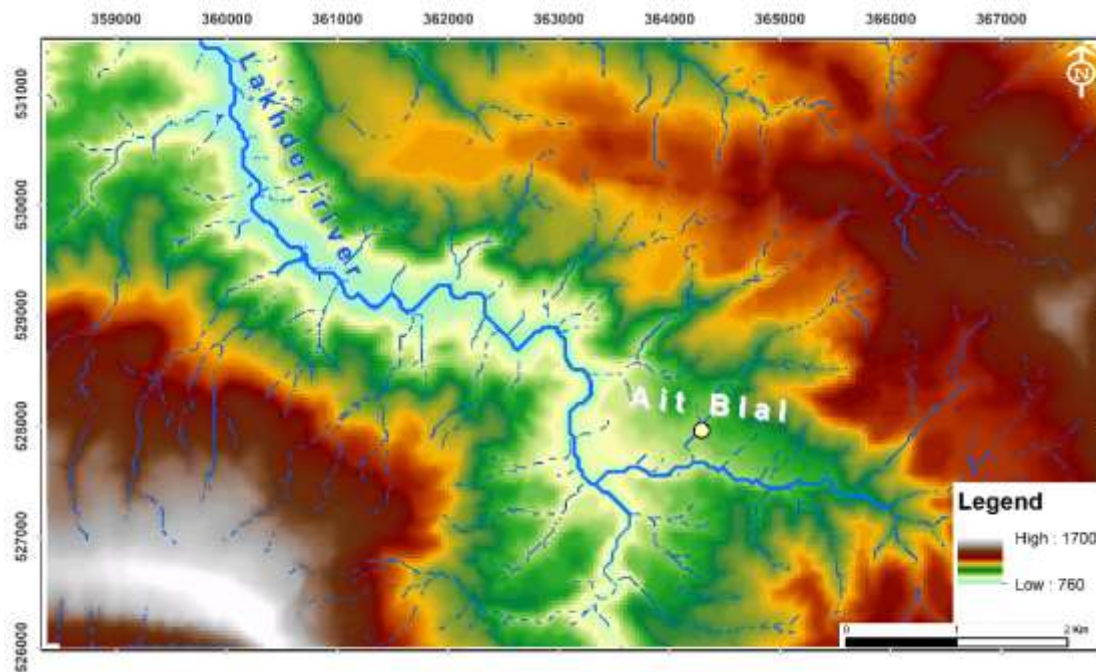 359000 360000 361000 362000 363000 364000 365000 366000 367000
531000
530000
529000
528000
527000
526000
N
Lakhder river
Ait Blal
Legend
High : 1700
Low : 760
0 1 2 Km